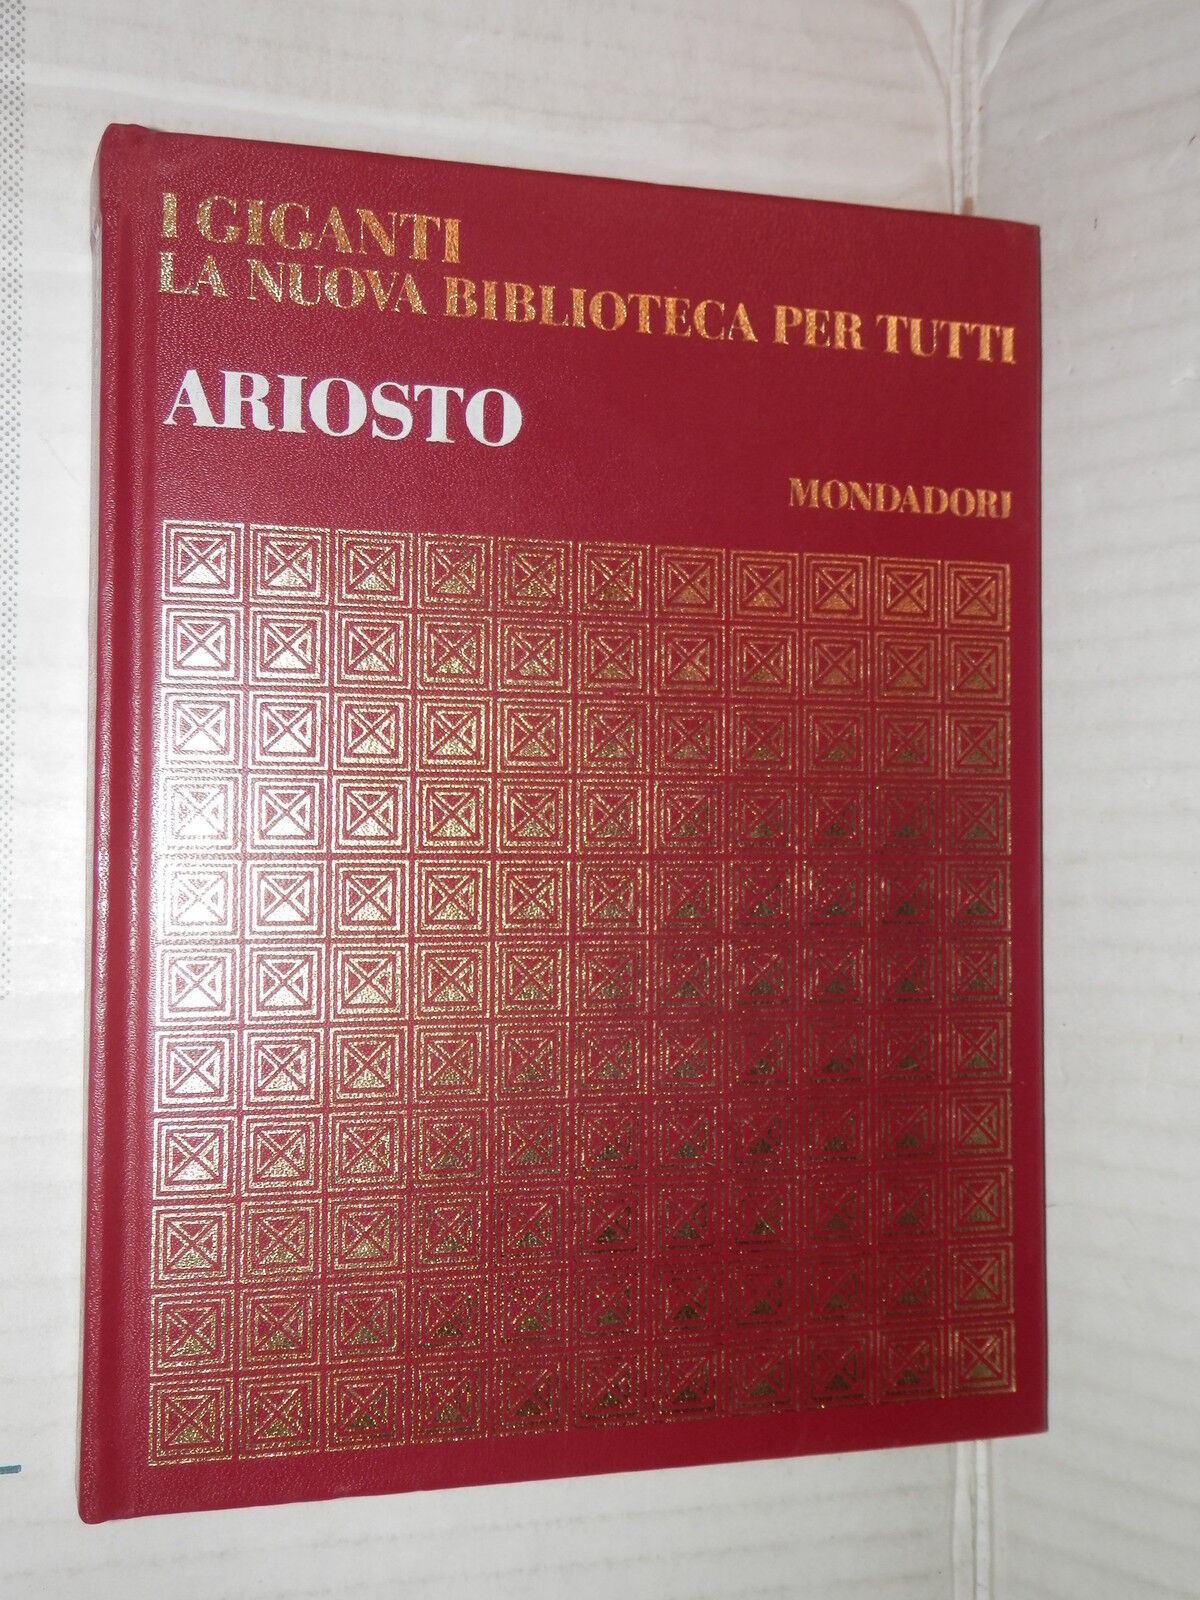 I GIGANTI
LA NUOVA BIBLIOTECA PER TUTTI
ARIOSTO
MONDADORI